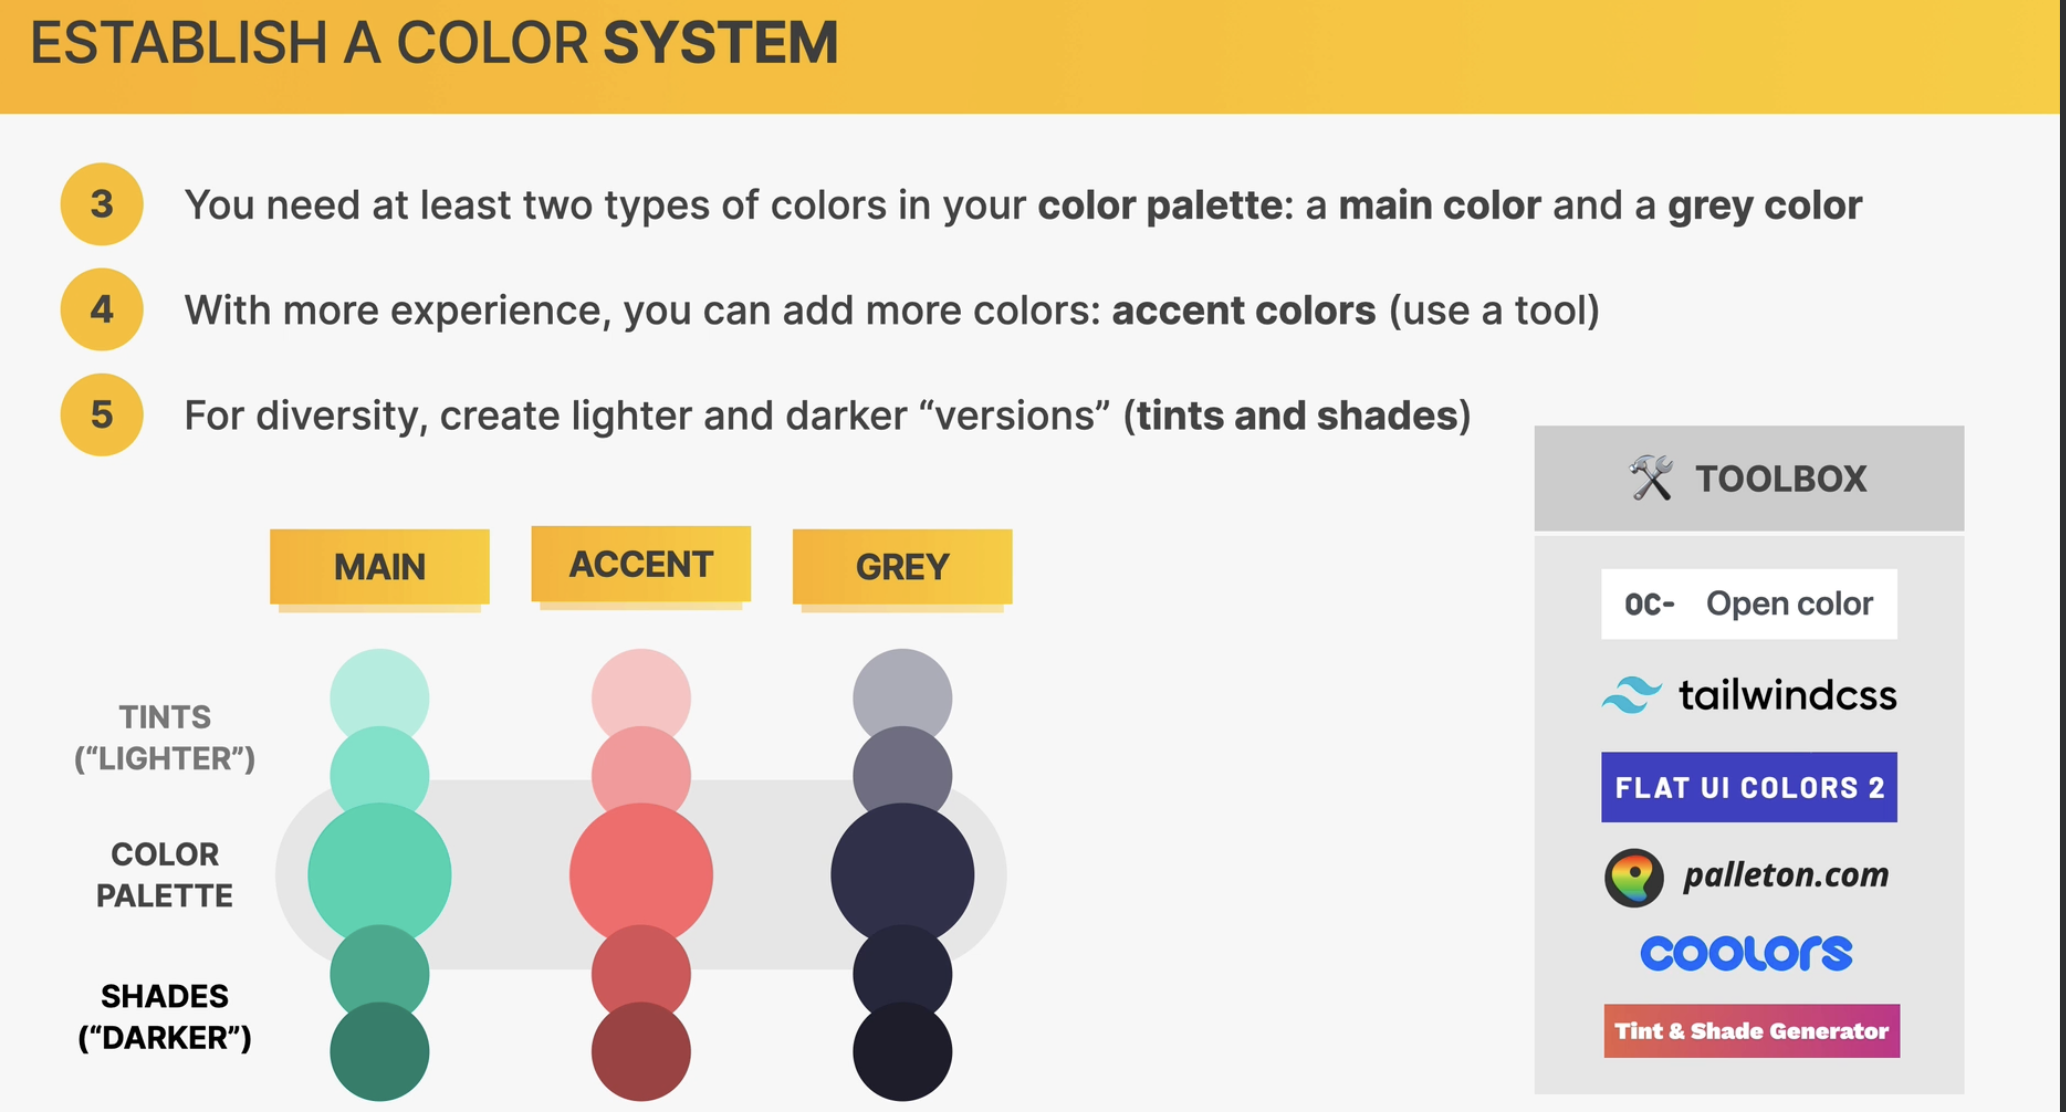 ESTABLISH A COLOR SYSTEM
3 You need at least two types of colors in your color palette: a main color and a grey color
4 With more experience, you can add more colors: accent colors (use a tool)
5 For diversity, create lighter and darker “versions” (tints and shades)
MAIN
ACCENT
GREY
TINTS
(“LIGHTER”)
COLOR
PALETTE
SHADES
(“DARKER”)
TOOLBOX
OC- Open color
tailwindcss
FLAT UI COLORS 2
palleton.com
coolors
Tint & Shade Generator